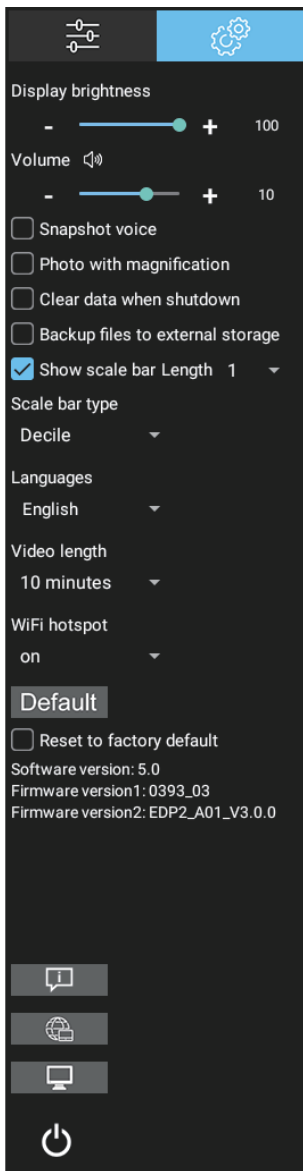 Display brightness
- + 100
Volume
- + 10
Snapshot voice
Photo with magnification
Clear data when shutdown
Backup files to external storage
Show scale bar Length 1
Scale bar type
Decile
Languages
English
Video length
10 minutes
WiFi hotspot
on
Default
Reset to factory default
Software version: 5.0
Firmware version1: 0393_03
Firmware version2: EDP2_A01_V3.0.0